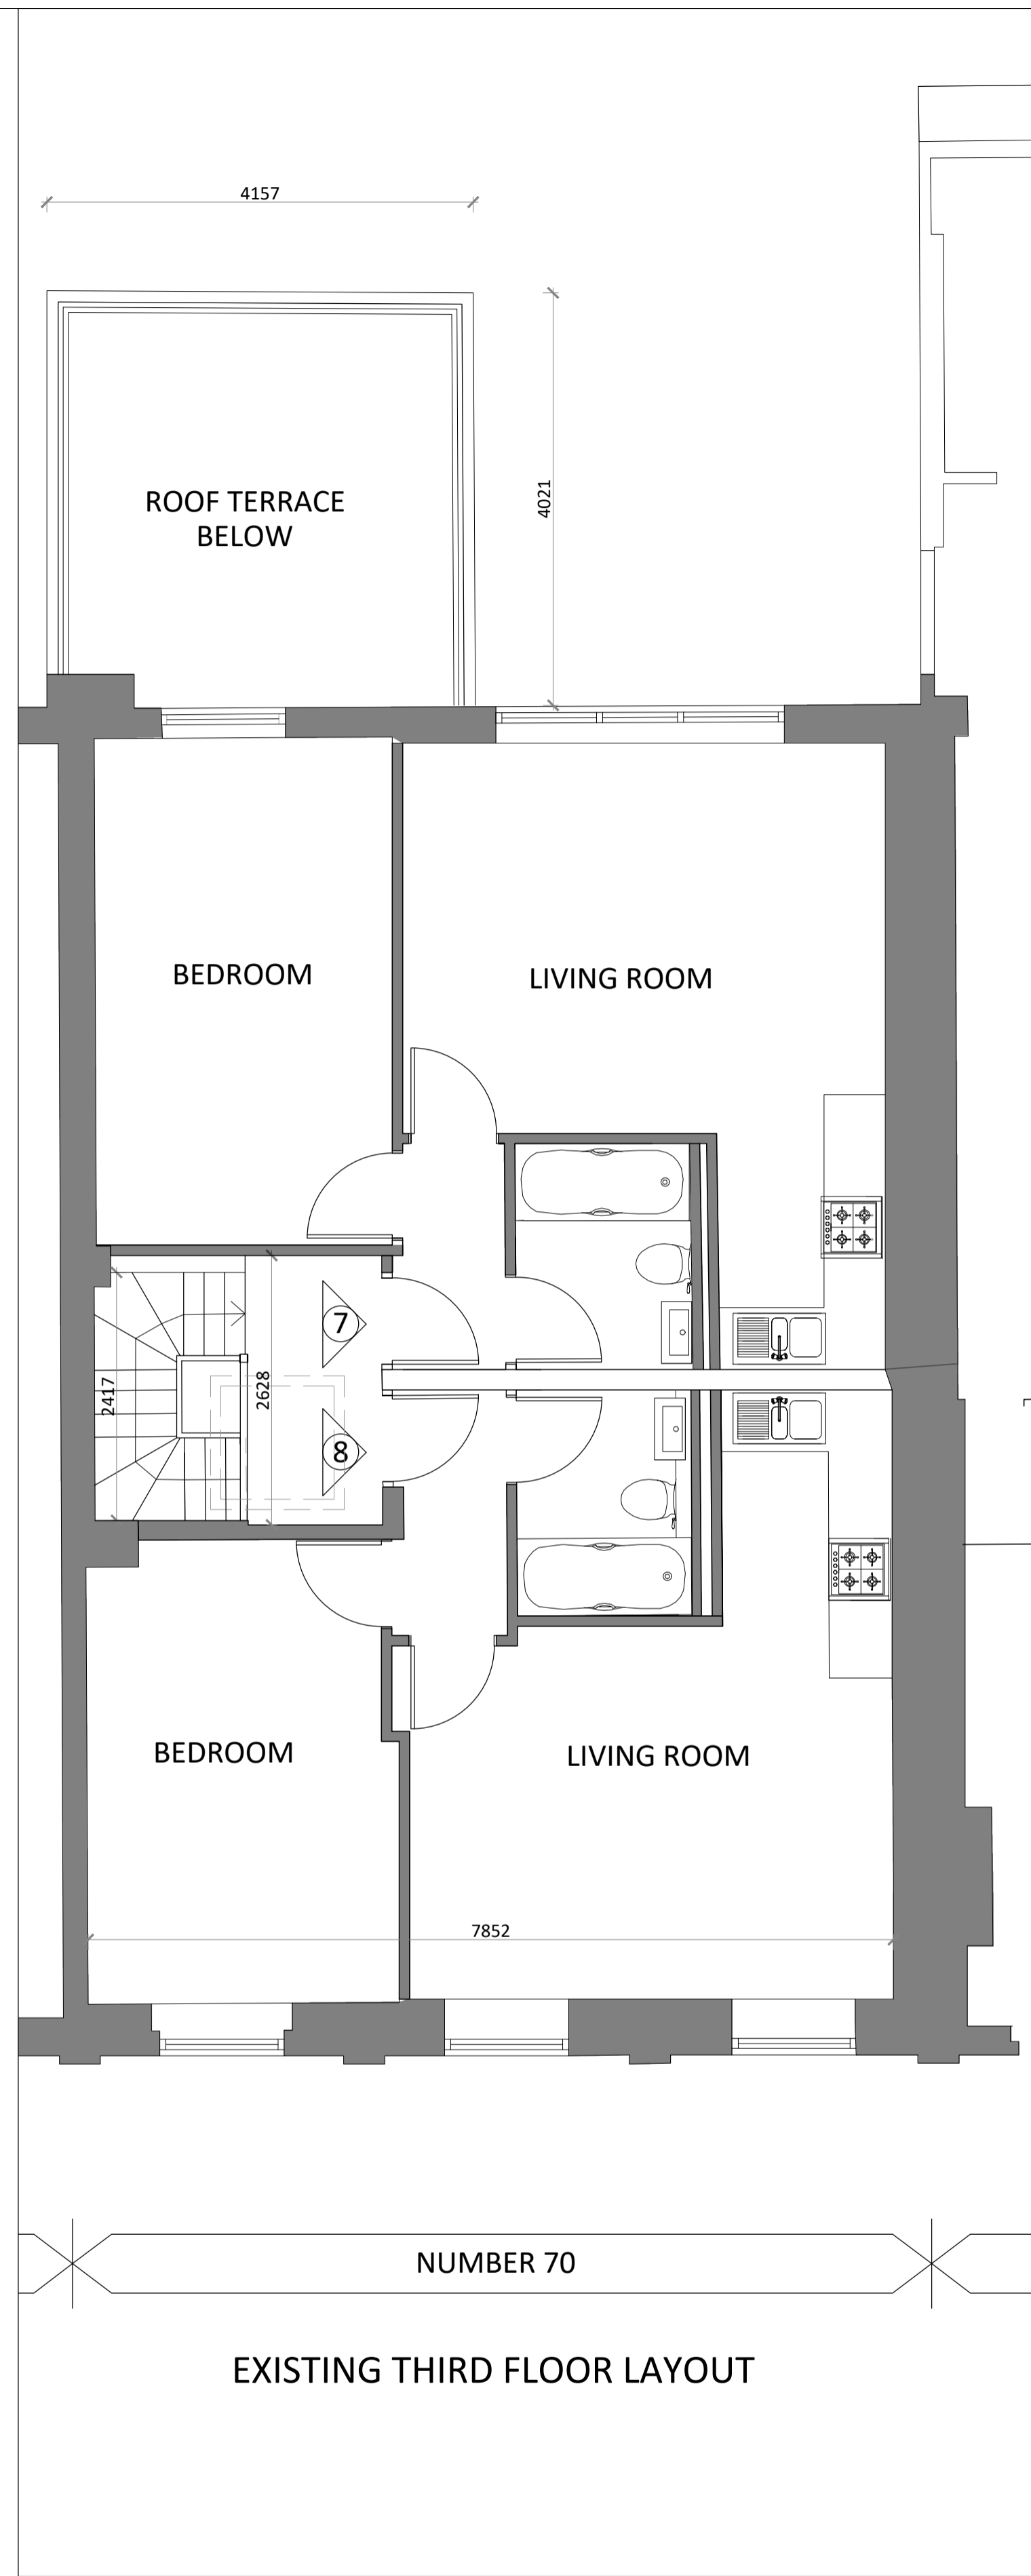 4157
4021
ROOF TERRACE
BELOW
BEDROOM
LIVING ROOM
7
2417
2628
8
BEDROOM
LIVING ROOM
7852
NUMBER 70
EXISTING THIRD FLOOR LAYOUT